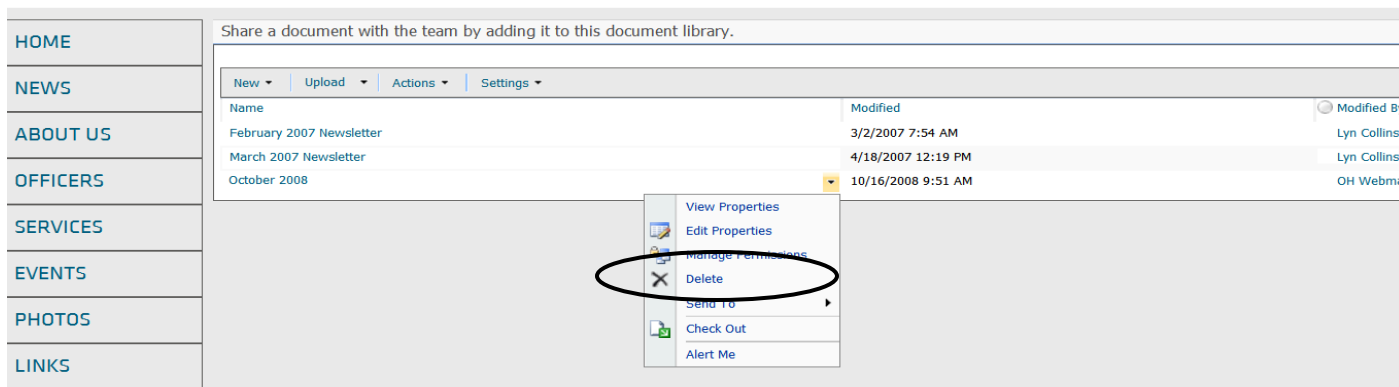 HOME
NEWS
ABOUT US
OFFICERS
SERVICES
EVENTS
PHOTOS
LINKS
Share a document with the team by adding it to this document library.
New Upload Actions Settings
Name Modified Modified B
February 2007 Newsletter 3/2/2007 7:54 AM Lyn Collins
March 2007 Newsletter 4/18/2007 12:19 PM Lyn Collins
October 2008 10/16/2008 9:51 AM OH Webma
View Properties
Edit Properties
Manage Permissions
Delete
Send To
Check Out
Alert Me